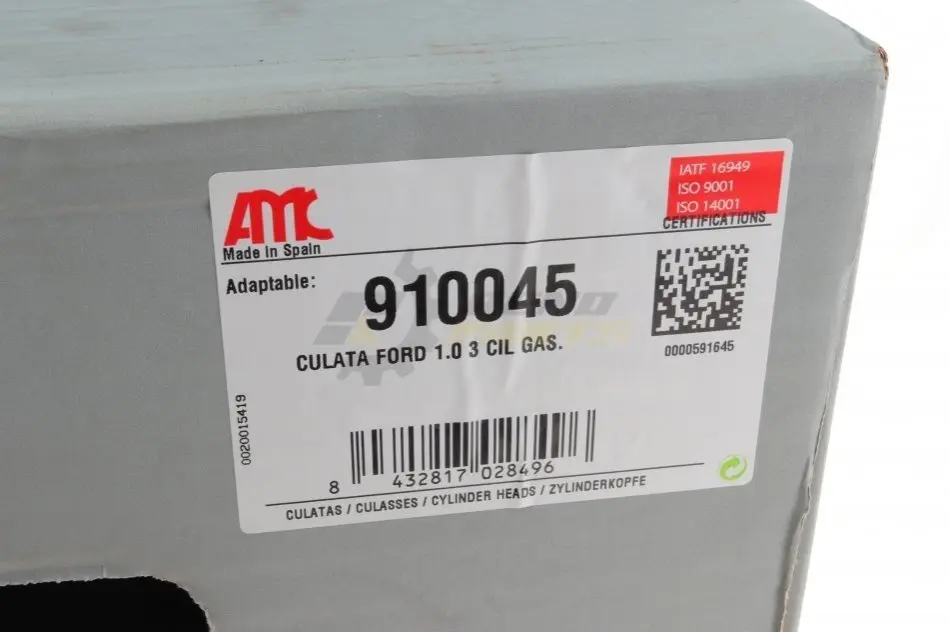 AMC
Made in Spain
IATF 16949
ISO 9001
ISO 14001
CERTIFICATIONS
Adaptable:
910045
CULATA FORD 1.0 3 CIL GAS.
0000591645
0020015419
8 432817 028496
CULATAS / CULASSES / CYLINDER HEADS / ZYLINDERKOPFE